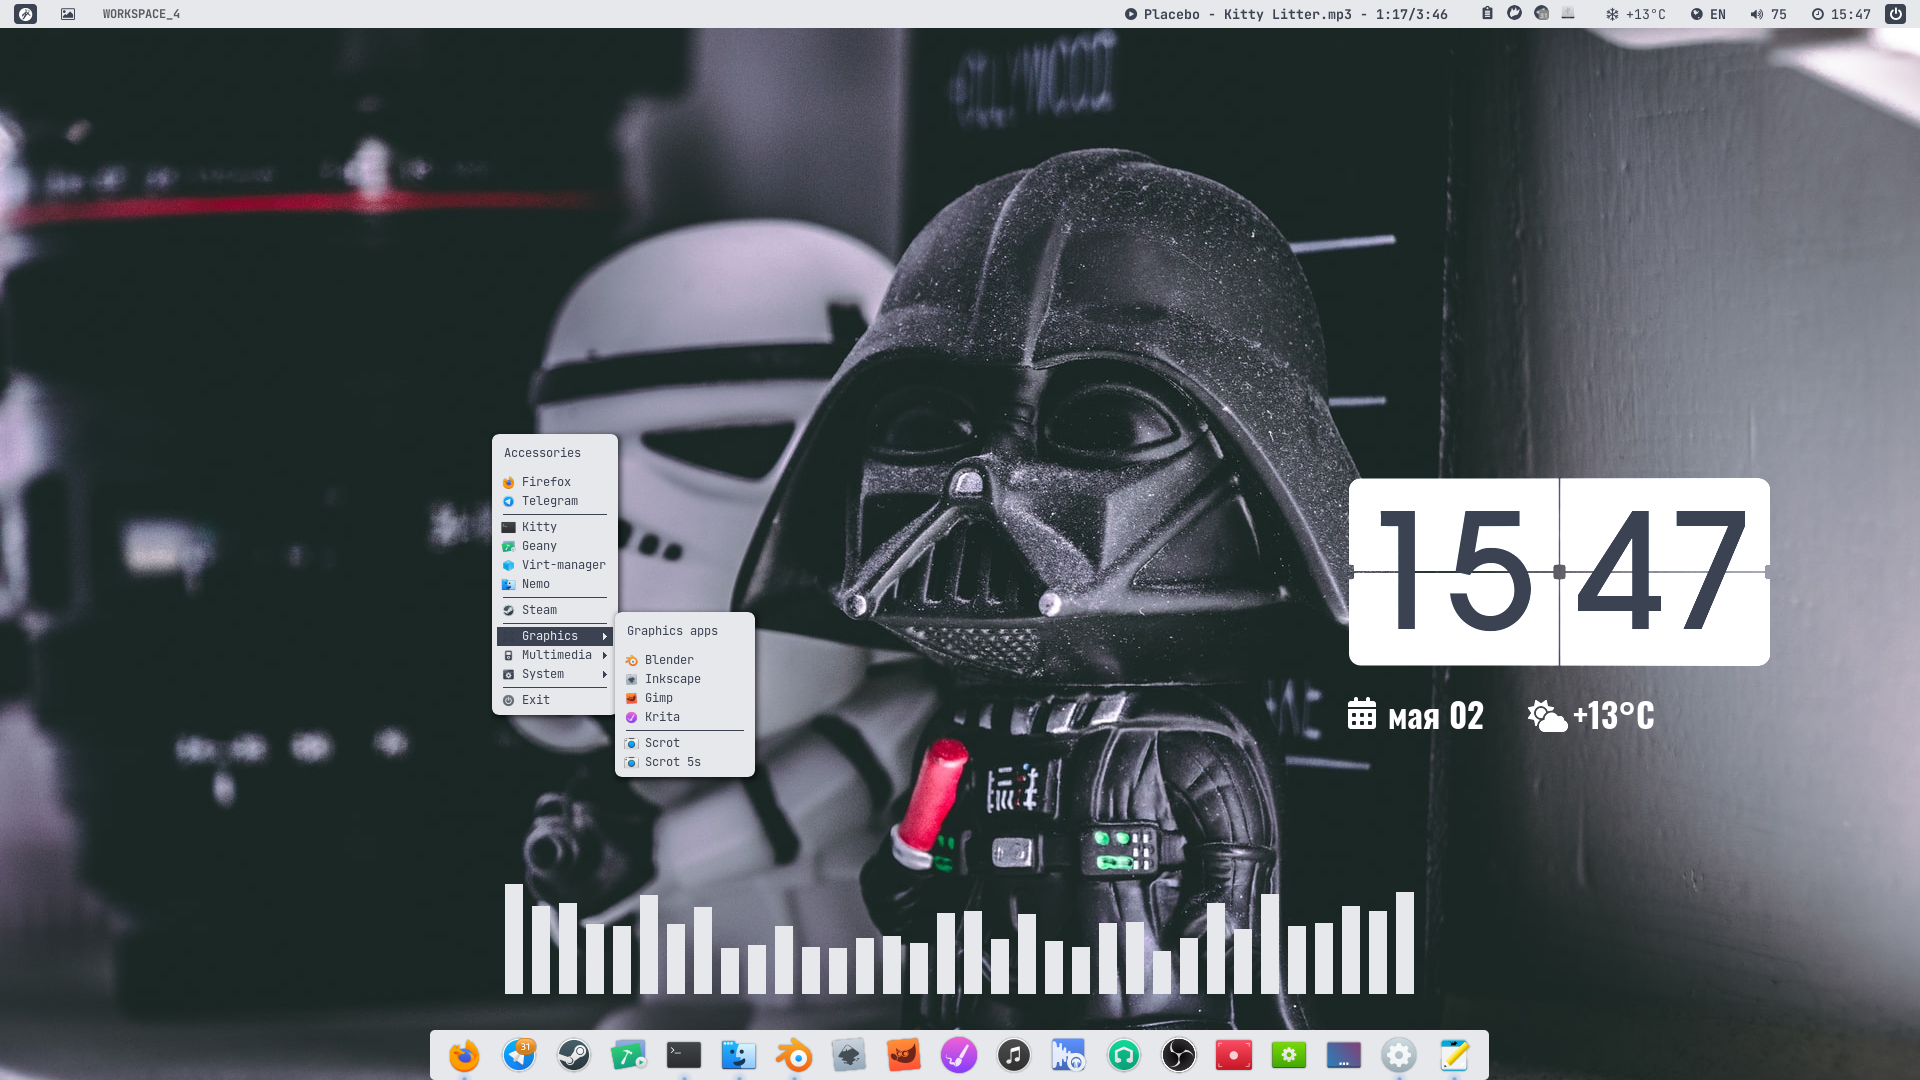 WORKSPACE_4
Placebo - Kitty Litter.mp3 - 1:17/3:46
+13°C
EN
75
15:47
Accessories
Firefox
Telegram
Kitty
Geany
Virt-manager
Nemo
Steam
Graphics
Multimedia
System
Exit
Graphics apps
Blender
Inkscape
Gimp
Krita
Scrot
Scrot 5s
15 47
мая 02
+13°C
31